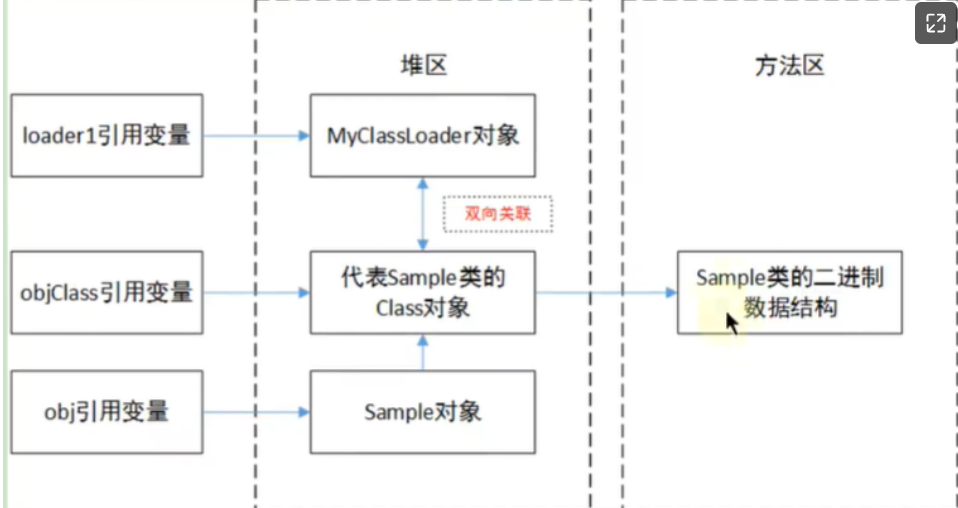 堆区
方法区
loader1引用变量
MyClassLoader对象
双向关联
objClass引用变量
代表Sample类的
Class对象
Sample类的二进制
数据结构
obj引用变量
Sample对象